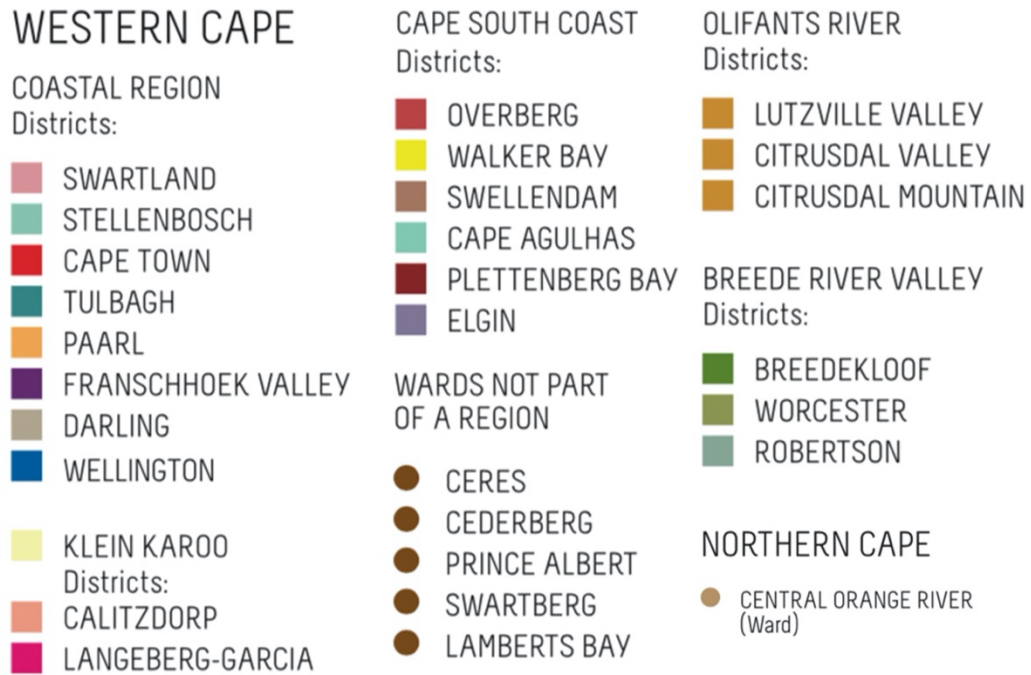 WESTERN CAPE
COASTAL REGION
Districts:
SWARTLAND
STELLENBOSCH
CAPE TOWN
TULBAGH
PAARL
FRANSCHHOEK VALLEY
DARLING
WELLINGTON
KLEIN KAROO
Districts:
CALITZDORP
LANGEBERG-GARCIA
CAPE SOUTH COAST
Districts:
OVERBERG
WALKER BAY
SWELLENDAM
CAPE AGULHAS
PLETTENBERG BAY
ELGIN
WARDS NOT PART
OF A REGION
CERES
CEDERBERG
PRINCE ALBERT
SWARTBERG
LAMBERTS BAY
OLIFANTS RIVER
Districts:
LUTZVILLE VALLEY
CITRUSDAL VALLEY
CITRUSDAL MOUNTAIN
BREEDE RIVER VALLEY
Districts:
BREEDEKLOOF
WORCESTER
ROBERTSON
NORTHERN CAPE
CENTRAL ORANGE RIVER
(Ward)